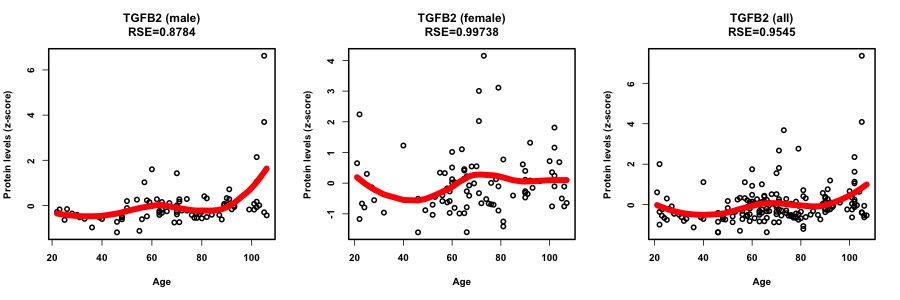 TGFB2 (male)
RSE=0.8784
Protein levels (z-score)
6
4
2
0
20 40 60 80 100
Age
TGFB2 (female)
RSE=0.99738
Protein levels (z-score)
4
3
2
1
0
-1
20 40 60 80 100
Age
TGFB2 (all)
RSE=0.9545
Protein levels (z-score)
6
4
2
0
20 40 60 80 100
Age